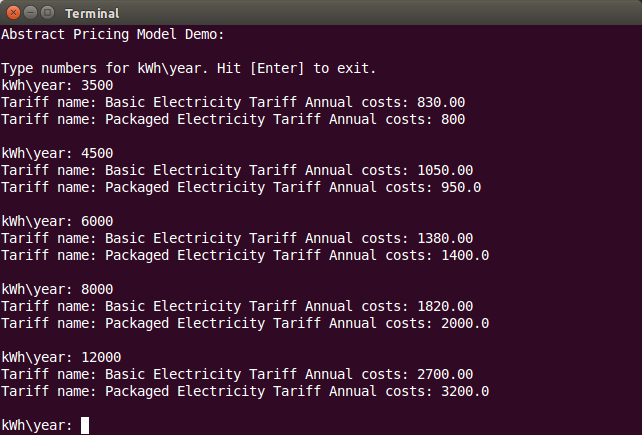 Terminal
Abstract Pricing Model Demo:
Type numbers for kWh\year. Hit [Enter] to exit.
kWh\year: 3500
Tariff name: Basic Electricity Tariff Annual costs: 830.00
Tariff name: Packaged Electricity Tariff Annual costs: 800
kWh\year: 4500
Tariff name: Basic Electricity Tariff Annual costs: 1050.00
Tariff name: Packaged Electricity Tariff Annual costs: 950.0
kWh\year: 6000
Tariff name: Basic Electricity Tariff Annual costs: 1380.00
Tariff name: Packaged Electricity Tariff Annual costs: 1400.0
kWh\year: 8000
Tariff name: Basic Electricity Tariff Annual costs: 1820.00
Tariff name: Packaged Electricity Tariff Annual costs: 2000.0
kWh\year: 12000
Tariff name: Basic Electricity Tariff Annual costs: 2700.00
Tariff name: Packaged Electricity Tariff Annual costs: 3200.0
kWh\year: